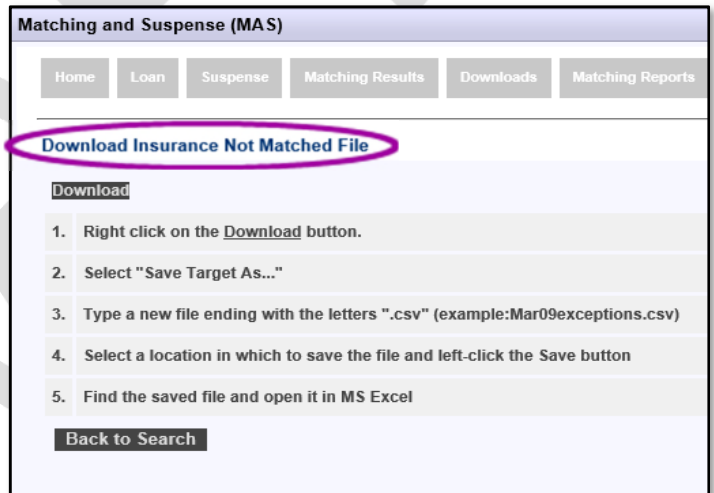 Matching and Suspense (MAS)
Home Loan Suspense Matching Results Downloads Matching Reports
Download Insurance Not Matched File
Download
1. Right click on the Download button.
2. Select "Save Target As..."
3. Type a new file ending with the letters ".csv" (example:Mar09exceptions.csv)
4. Select a location in which to save the file and left-click the Save button
5. Find the saved file and open it in MS Excel
Back to Search